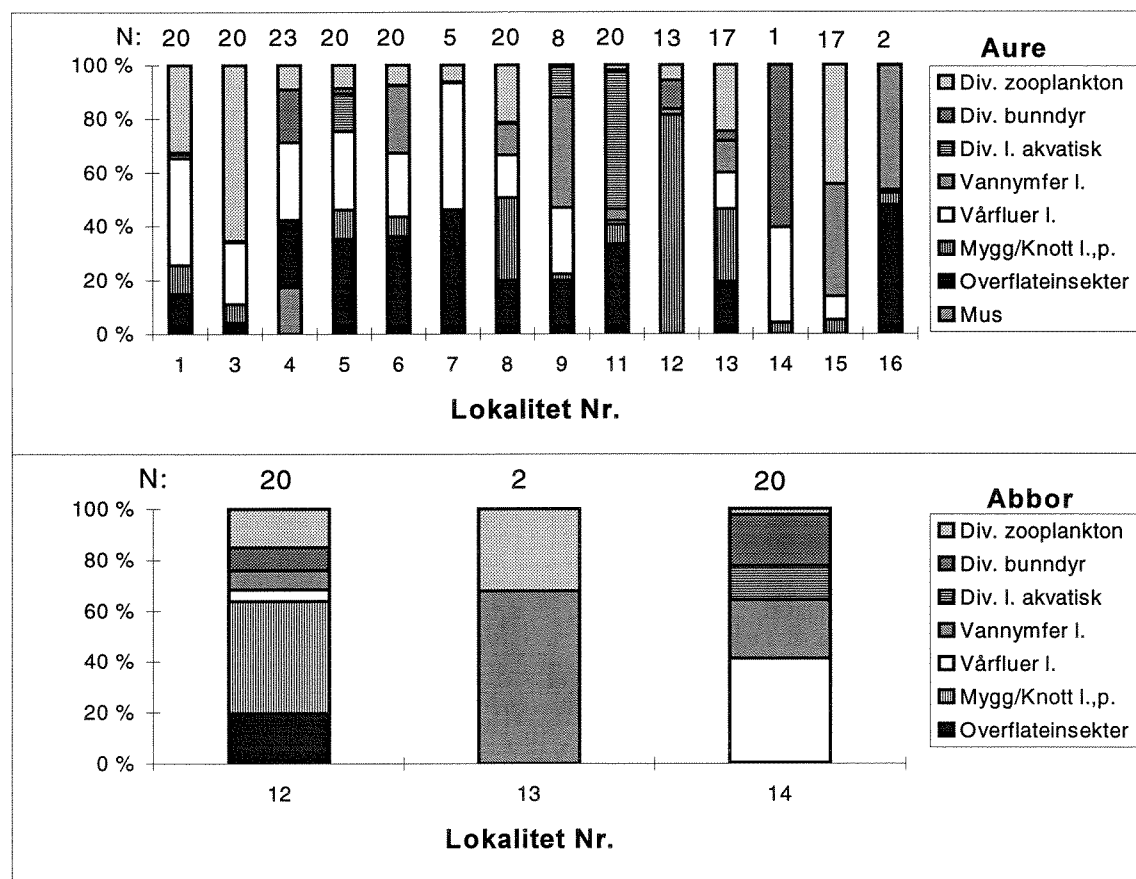 N: 20 20 23 20 20 5 20 8 20 13 17 1 17 2
Aure
100 %
80 %
60 %
40 %
20 %
0 %
1 3 4 5 6 7 8 9 11 12 13 14 15 16
Lokalitet Nr.
Div. zooplankton
Div. bunndyr
Div. l. akvatisk
Vannymfer l.
Vårfluer l.
Mygg/Knott l.,p.
Overflateinsekter
Mus
N: 20 2 20
Abbor
100 %
80 %
60 %
40 %
20 %
0 %
12 13 14
Lokalitet Nr.
Div. zooplankton
Div. bunndyr
Div. l. akvatisk
Vannymfer l.
Vårfluer l.
Mygg/Knott l.,p.
Overflateinsekter